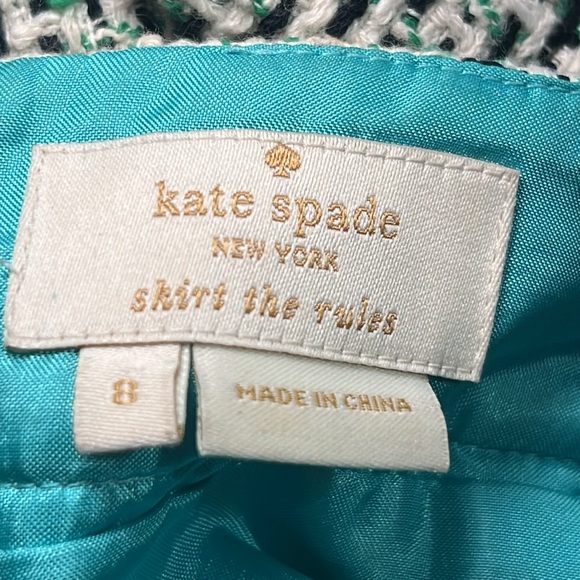 kate spade
NEW YORK
skirt the rules
8
MADE IN CHINA